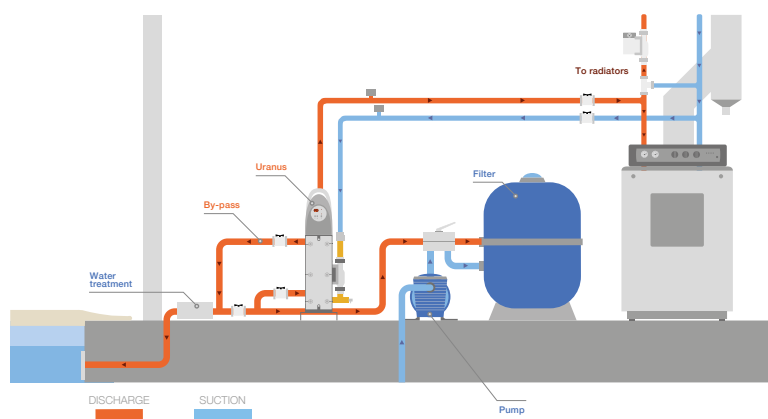 To radiators
Uranus
Filter
By-pass
Water
treatment
DISCHARGE
SUCTION
Pump